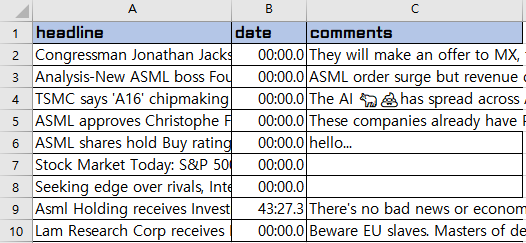 A B C
1 headline date comments
2 Congressman Jonathan Jacks 00:00.0 They will make an offer to MX,
3 Analysis-New ASML boss Fou 00:00.0 ASML order surge but revenue
4 TSMC says 'A16' chipmaking 00:00.0 The AI 🐂💩has spread across
5 ASML approves Christophe F 00:00.0 These companies already have
6 ASML shares hold Buy rating 00:00.0 hello...
7 Stock Market Today: S&P 500 00:00.0
8 Seeking edge over rivals, Inte 00:00.0
9 Asml Holding receives Invest 43:27.3 There's no bad news or econom
10 Lam Research Corp receives 00:00.0 Beware EU slaves. Masters of de